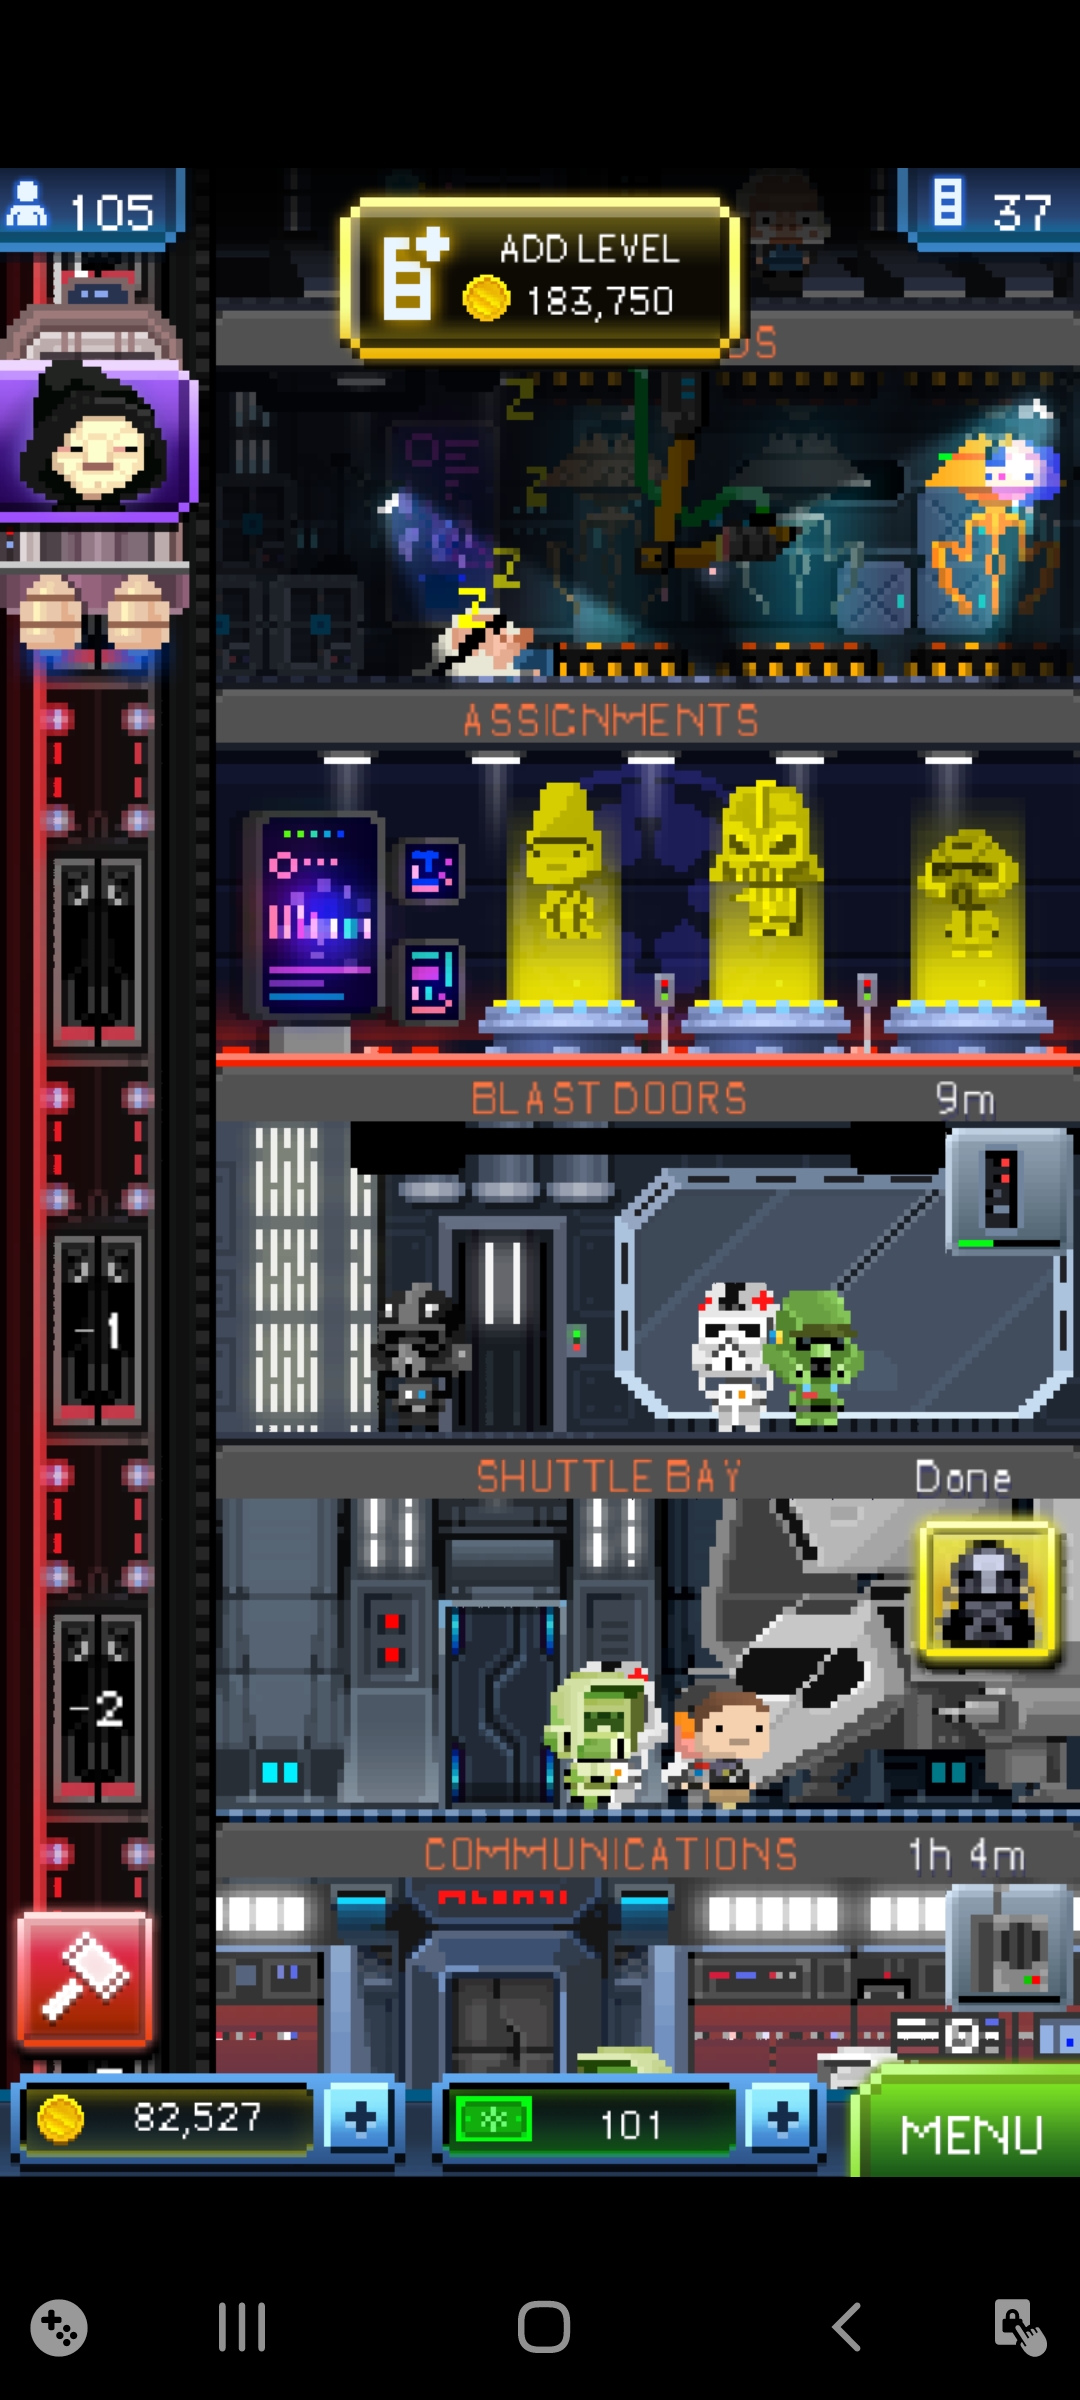 105
ADD LEVEL
183,750
37
DS
Z
Z
Z
Z
ASSIGNMENTS
BLAST DOORS 9m
-1
SHUTTLE BAY Done
-2
COMMUNICATIONS 1h 4m
82,527
101
MENU